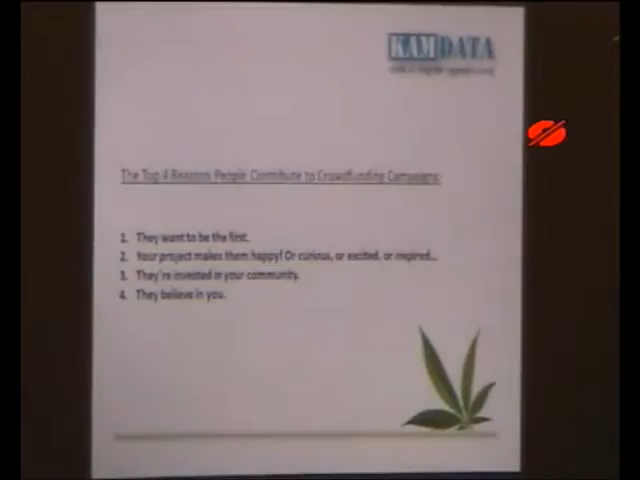 KAMDATA
The Top 4 Reasons People Contribute to Crowdfunding Campaigns:
1. They want to be the first.
2. Your project makes them happy! Or curious, or excited, or inspired...
3. They're invested in your community.
4. They believe in you.